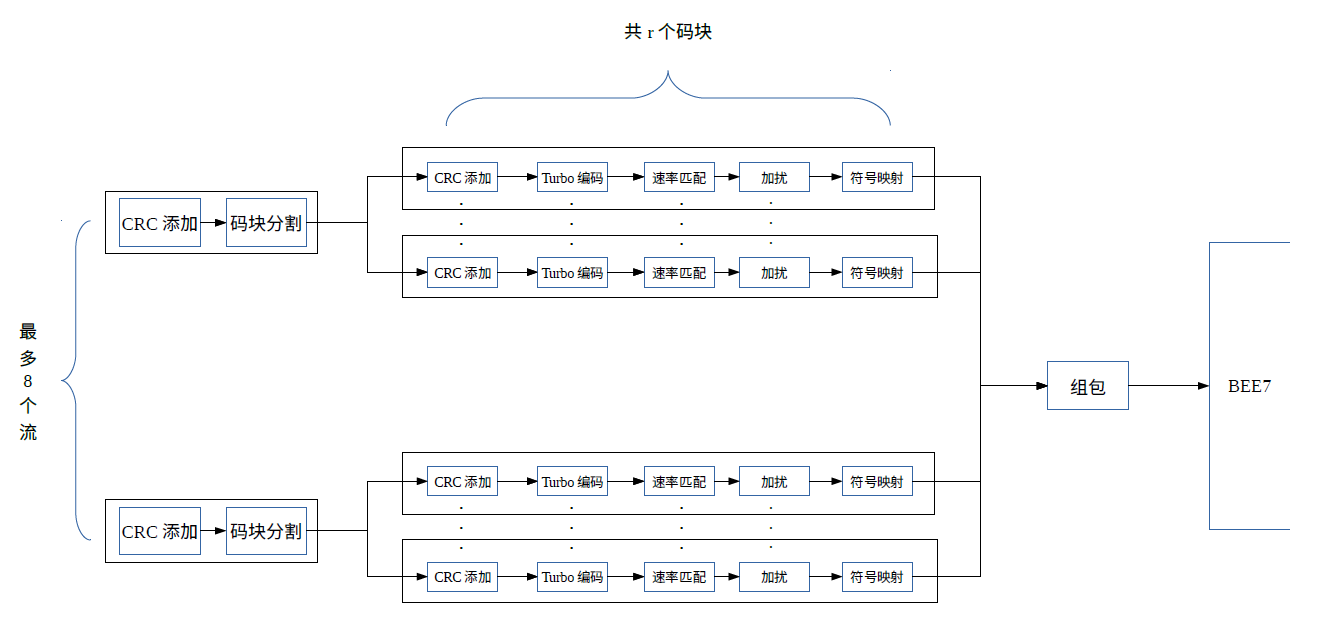 共 r 个码块
CRC 添加
Turbo 编码
速率匹配
加扰
符号映射
CRC 添加
码块分割
CRC 添加
Turbo 编码
速率匹配
加扰
符号映射
最
多
8
个
流
组包
BEE7
CRC 添加
Turbo 编码
速率匹配
加扰
符号映射
CRC 添加
码块分割
CRC 添加
Turbo 编码
速率匹配
加扰
符号映射